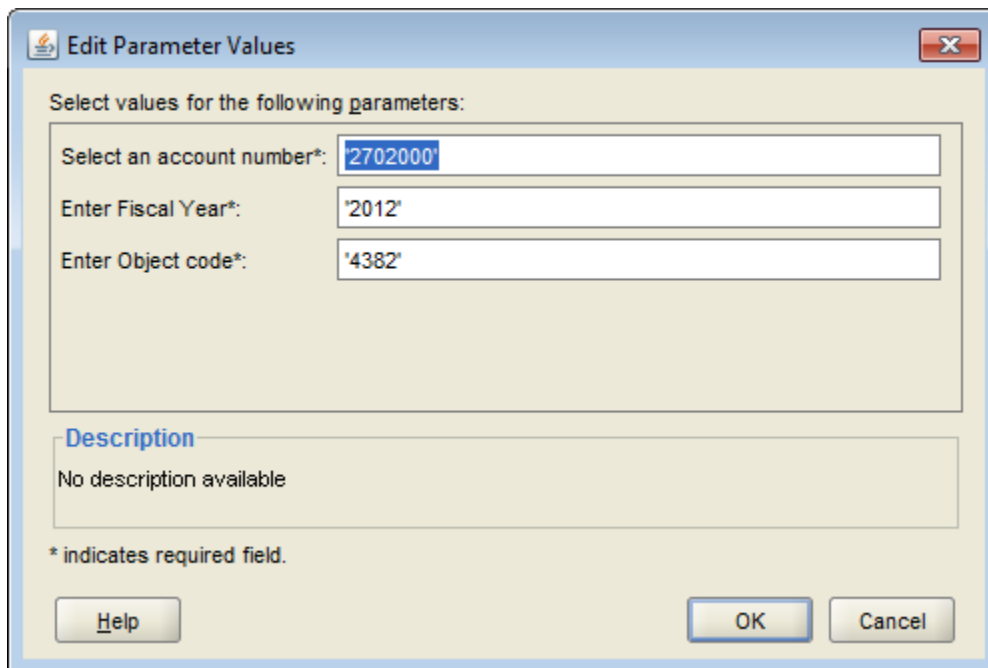 Edit Parameter Values
Select values for the following parameters:
Select an account number*: '2702000'
Enter Fiscal Year*: '2012'
Enter Object code*: '4382'
Description
No description available
* indicates required field.
Help OK Cancel